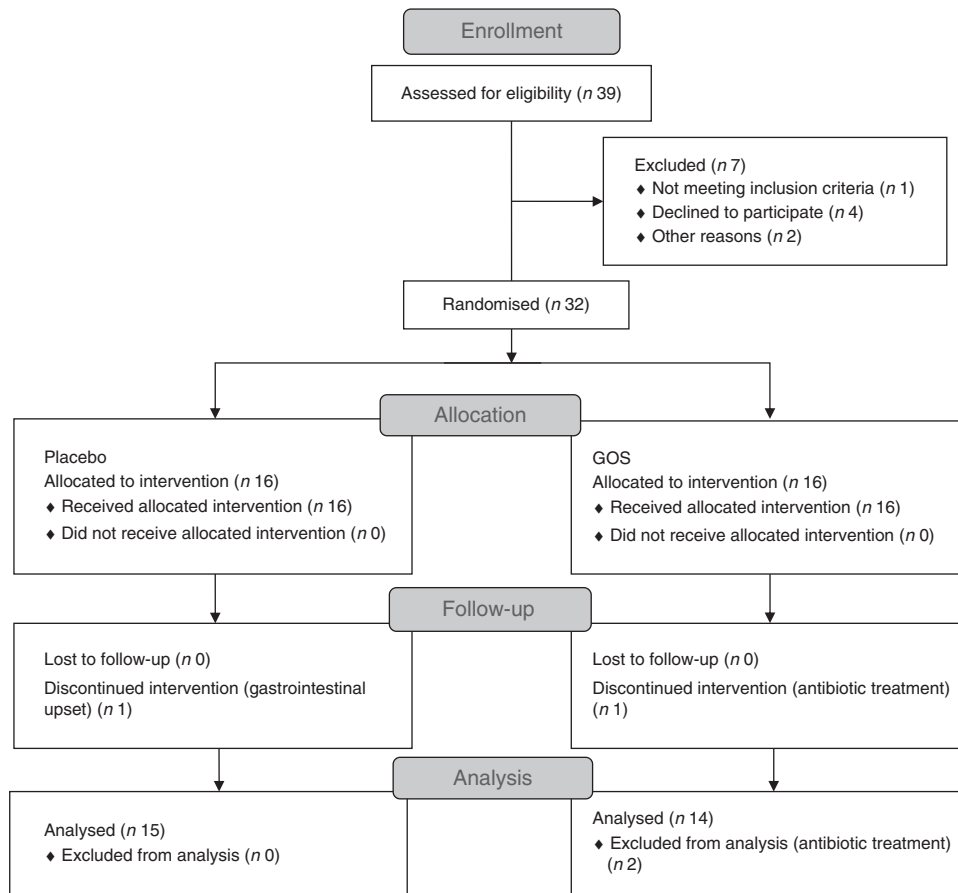 Enrollment
Assessed for eligibility (n 39)
Excluded (n 7)
♦ Not meeting inclusion criteria (n 1)
♦ Declined to participate (n 4)
♦ Other reasons (n 2)
Randomised (n 32)
Allocation
Placebo
Allocated to intervention (n 16)
♦ Received allocated intervention (n 16)
♦ Did not receive allocated intervention (n 0)
GOS
Allocated to intervention (n 16)
♦ Received allocated intervention (n 16)
♦ Did not receive allocated intervention (n 0)
Follow-up
Lost to follow-up (n 0)
Discontinued intervention (gastrointestinal
upset) (n 1)
Lost to follow-up (n 0)
Discontinued intervention (antibiotic treatment)
(n 1)
Analysis
Analysed (n 15)
♦ Excluded from analysis (n 0)
Analysed (n 14)
♦ Excluded from analysis (antibiotic treatment)
(n 2)